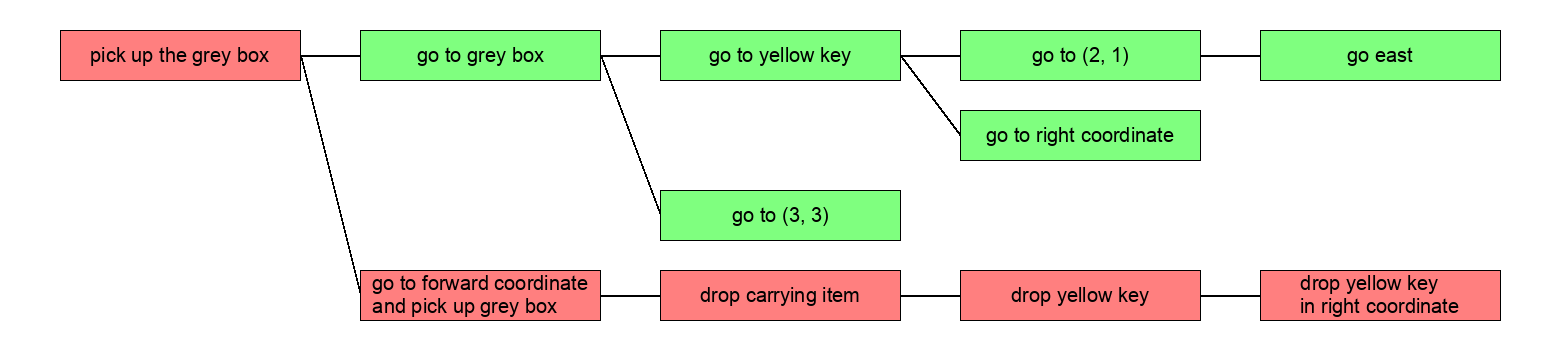 pick up the grey box
go to grey box
go to yellow key
go to (2, 1)
go east
go to right coordinate
go to (3, 3)
go to forward coordinate
and pick up grey box
drop carrying item
drop yellow key
drop yellow key
in right coordinate